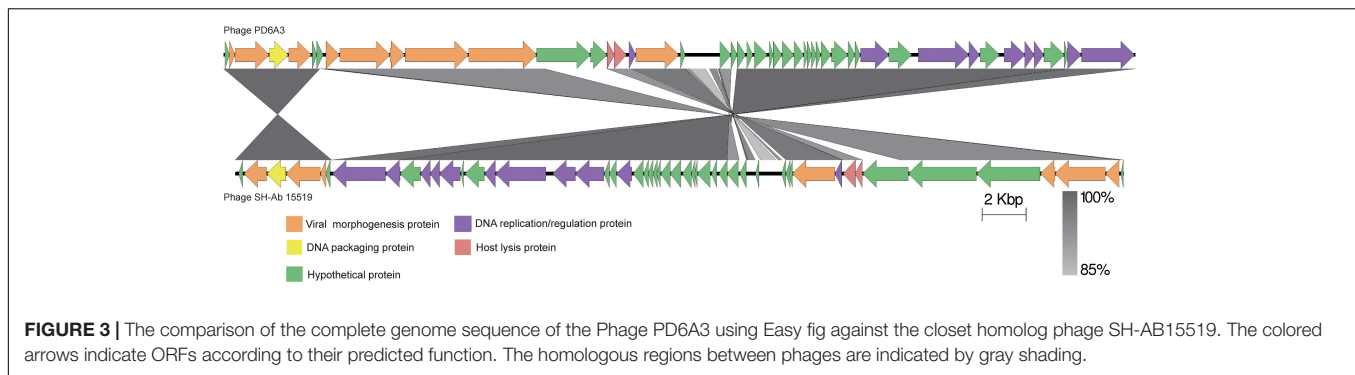 Phage PD6A3
Phage SH-Ab 15519
2 Kbp
100%
85%
Viral morphogenesis protein
DNA replication/regulation protein
DNA packaging protein
Host lysis protein
Hypothetical protein
FIGURE 3 | The comparison of the complete genome sequence of the Phage PD6A3 using Easy fig against the closet homolog phage SH-AB15519. The colored
arrows indicate ORFs according to their predicted function. The homologous regions between phages are indicated by gray shading.